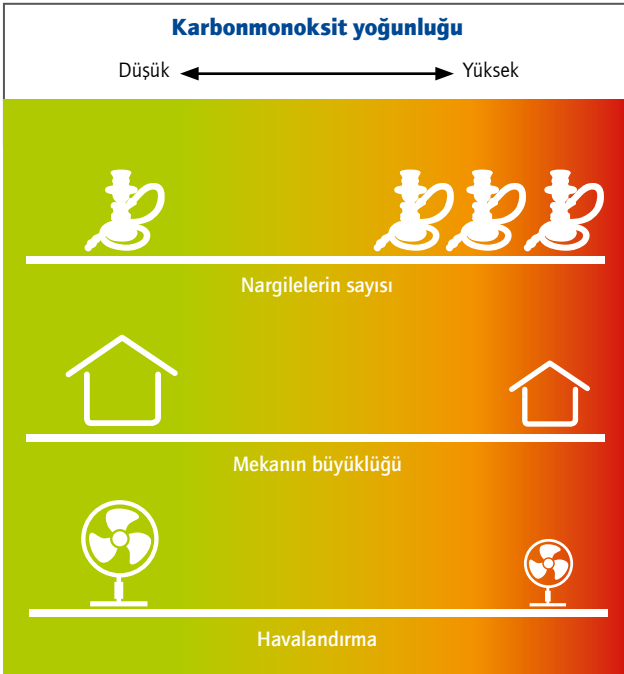 Karbonmonoksit yoğunluğu
Düşük Yüksek
Nargilelerin sayısı
Mekanın büyüklüğü
Havalandırma